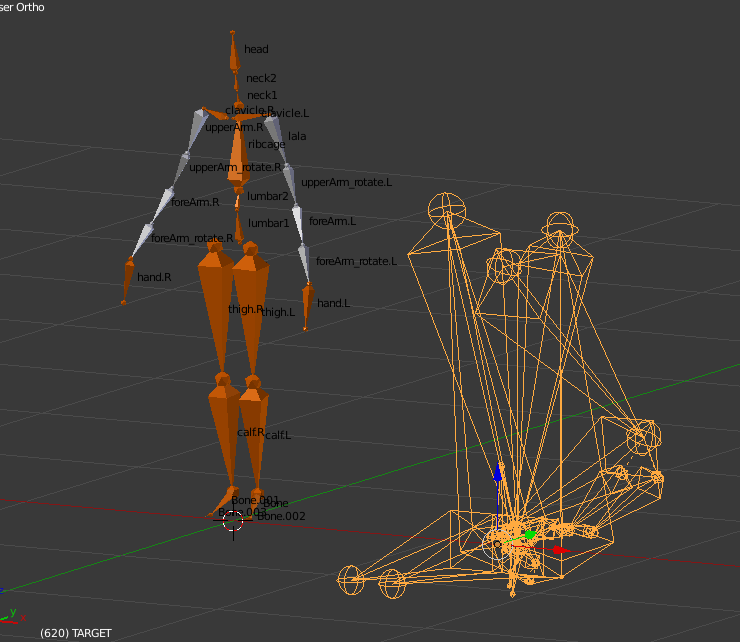 ser Ortho
head
neck2
neck1
clavicle.R
clavicle.L
upperArm.R
lala
ribcage
upperArm_rotate.R
upperArm_rotate.L
lumbar2
foreArm.R
foreArm.L
lumbar1
foreArm_rotate.R
foreArm_rotate.L
hand.R
hand.L
thigh.R
thigh.L
calf.R
calf.L
Bone.001
Bone
Bone.003
Bone.002
y
x
(620) TARGET